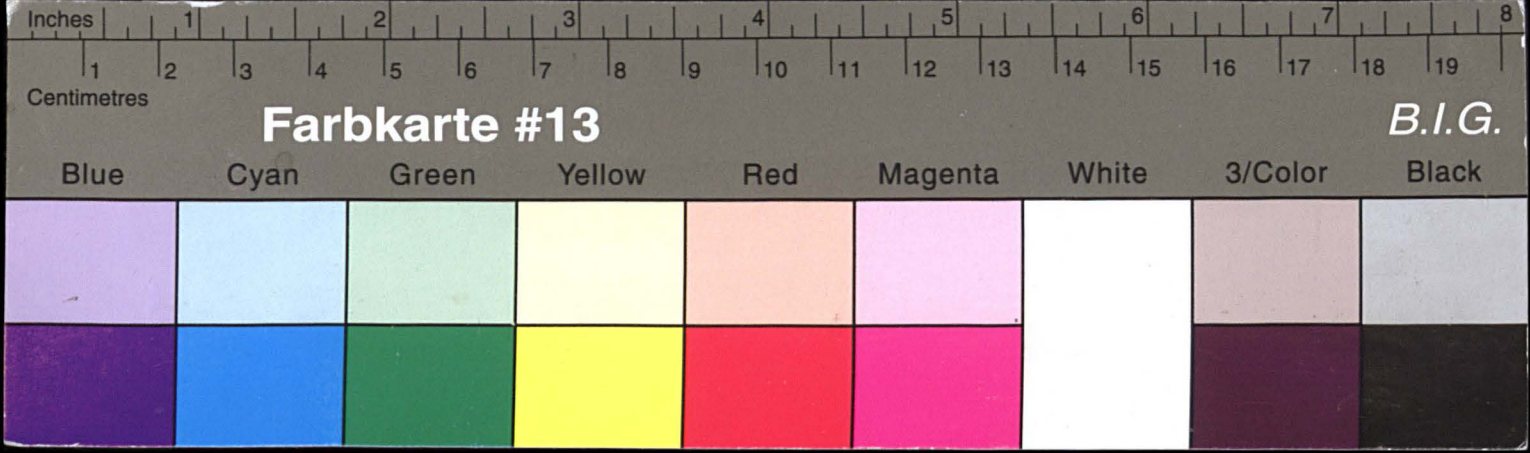 Inches 1 2 3 4 5 6 7 8
1 2 3 4 5 6 7 8 9 10 11 12 13 14 15 16 17 18 19
Centimetres
Farbkarte #13 B.I.G.
Blue Cyan Green Yellow Red Magenta White 3/Color Black